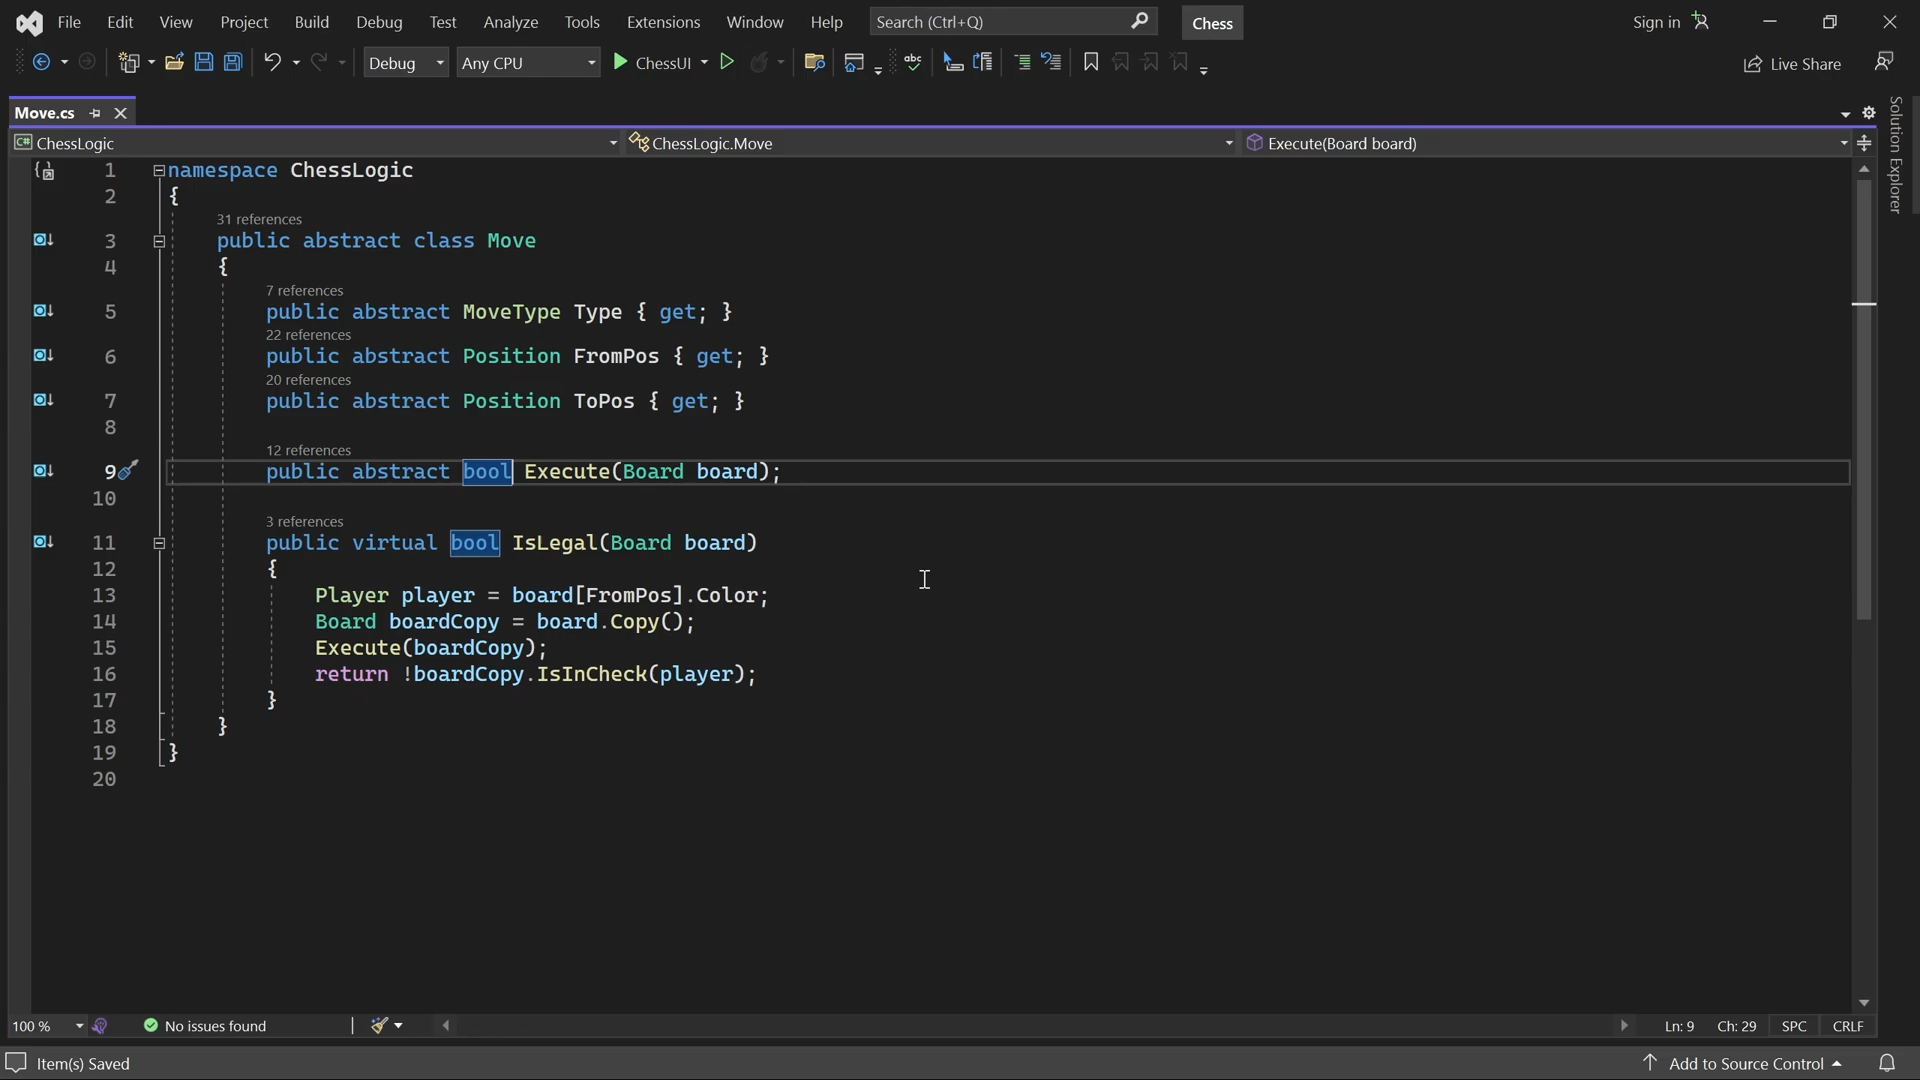 File Edit View Project Build Debug Test Analyze Tools Extensions Window Help Search (Ctrl+Q) Chess Sign in
Debug Any CPU ChessUI Live Share
Move.cs
Solution Explorer
C# ChessLogic ChessLogic.Move Execute(Board board)
1 namespace ChessLogic
2 {
31 references
3 public abstract class Move
4 {
7 references
5 public abstract MoveType Type { get; }
22 references
6 public abstract Position FromPos { get; }
20 references
7 public abstract Position ToPos { get; }
8
12 references
9 public abstract bool Execute(Board board);
10
3 references
11 public virtual bool IsLegal(Board board)
12 {
13 Player player = board[FromPos].Color;
14 Board boardCopy = board.Copy();
15 Execute(boardCopy);
16 return !boardCopy.IsInCheck(player);
17 }
18 }
19 }
20
100 % No issues found Ln: 9 Ch: 29 SPC CRLF
Item(s) Saved Add to Source Control